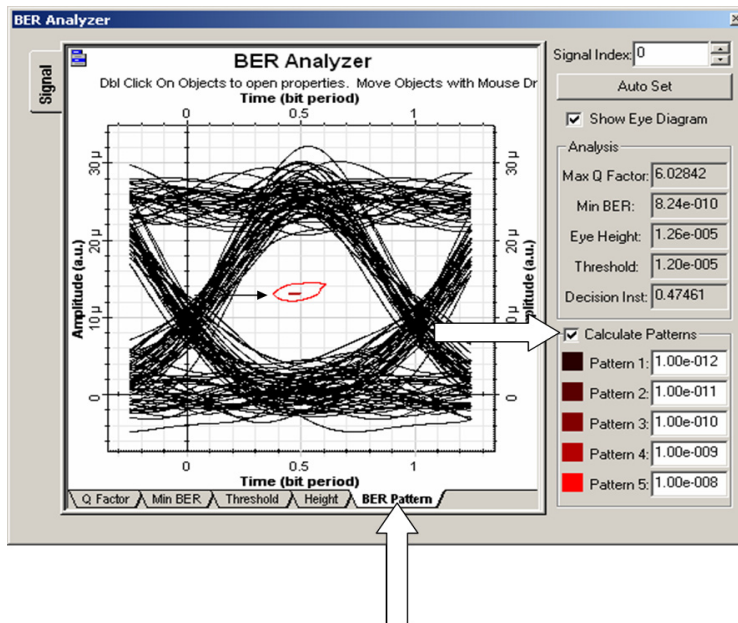 BER Analyzer
Signal
BER Analyzer
Dbl Click On Objects to open properties. Move Objects with Mouse Dr
Time (bit period)
0 0.5 1
Amplitude (a.u.)
30 µ
20 µ
10 µ
0
Amplitude (a.u.)
30 µ
20 µ
0 µ
0
0 0.5 1
Time (bit period)
Q Factor Min BER Threshold Height BER Pattern
Signal Index: 0
Auto Set
Show Eye Diagram
Analysis
Max Q Factor: 6.02842
Min BER: 8.24e-010
Eye Height: 1.26e-005
Threshold: 1.20e-005
Decision Inst: 0.47461
Calculate Patterns
Pattern 1: 1.00e-012
Pattern 2: 1.00e-011
Pattern 3: 1.00e-010
Pattern 4: 1.00e-009
Pattern 5: 1.00e-008